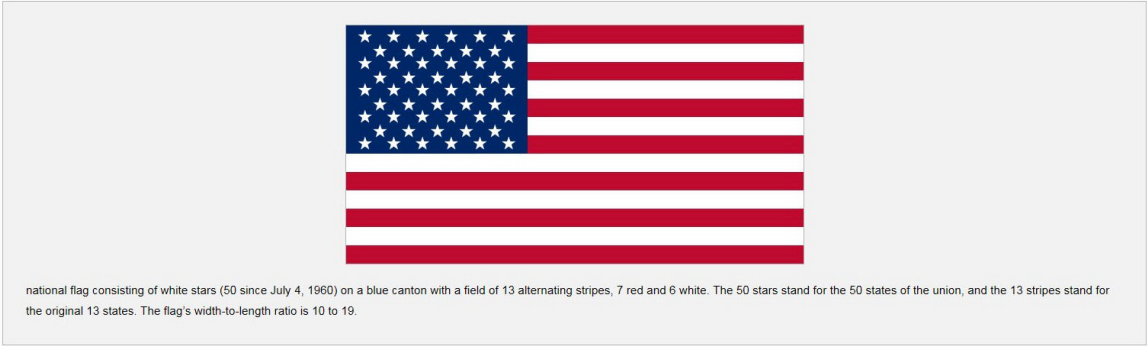 national flag consisting of white stars (50 since July 4, 1960) on a blue canton with a field of 13 alternating stripes, 7 red and 6 white. The 50 stars stand for the 50 states of the union, and the 13 stripes stand for
the original 13 states. The flag’s width-to-length ratio is 10 to 19.